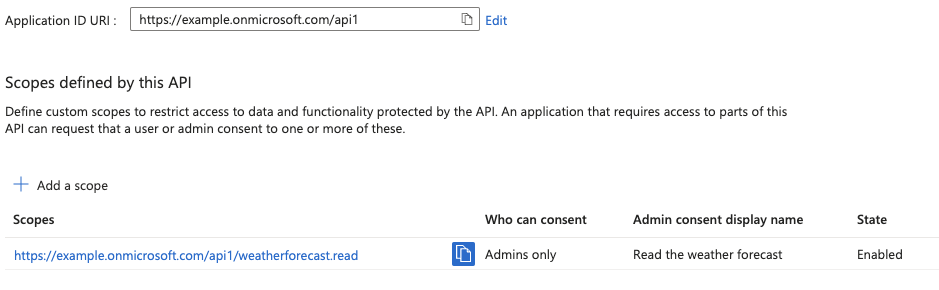 Application ID URI : https://example.onmicrosoft.com/api1 Edit
Scopes defined by this API
Define custom scopes to restrict access to data and functionality protected by the API. An application that requires access to parts of this
API can request that a user or admin consent to one or more of these.
Add a scope
Scopes Who can consent Admin consent display name State
https://example.onmicrosoft.com/api1/weatherforecast.read Admins only Read the weather forecast Enabled